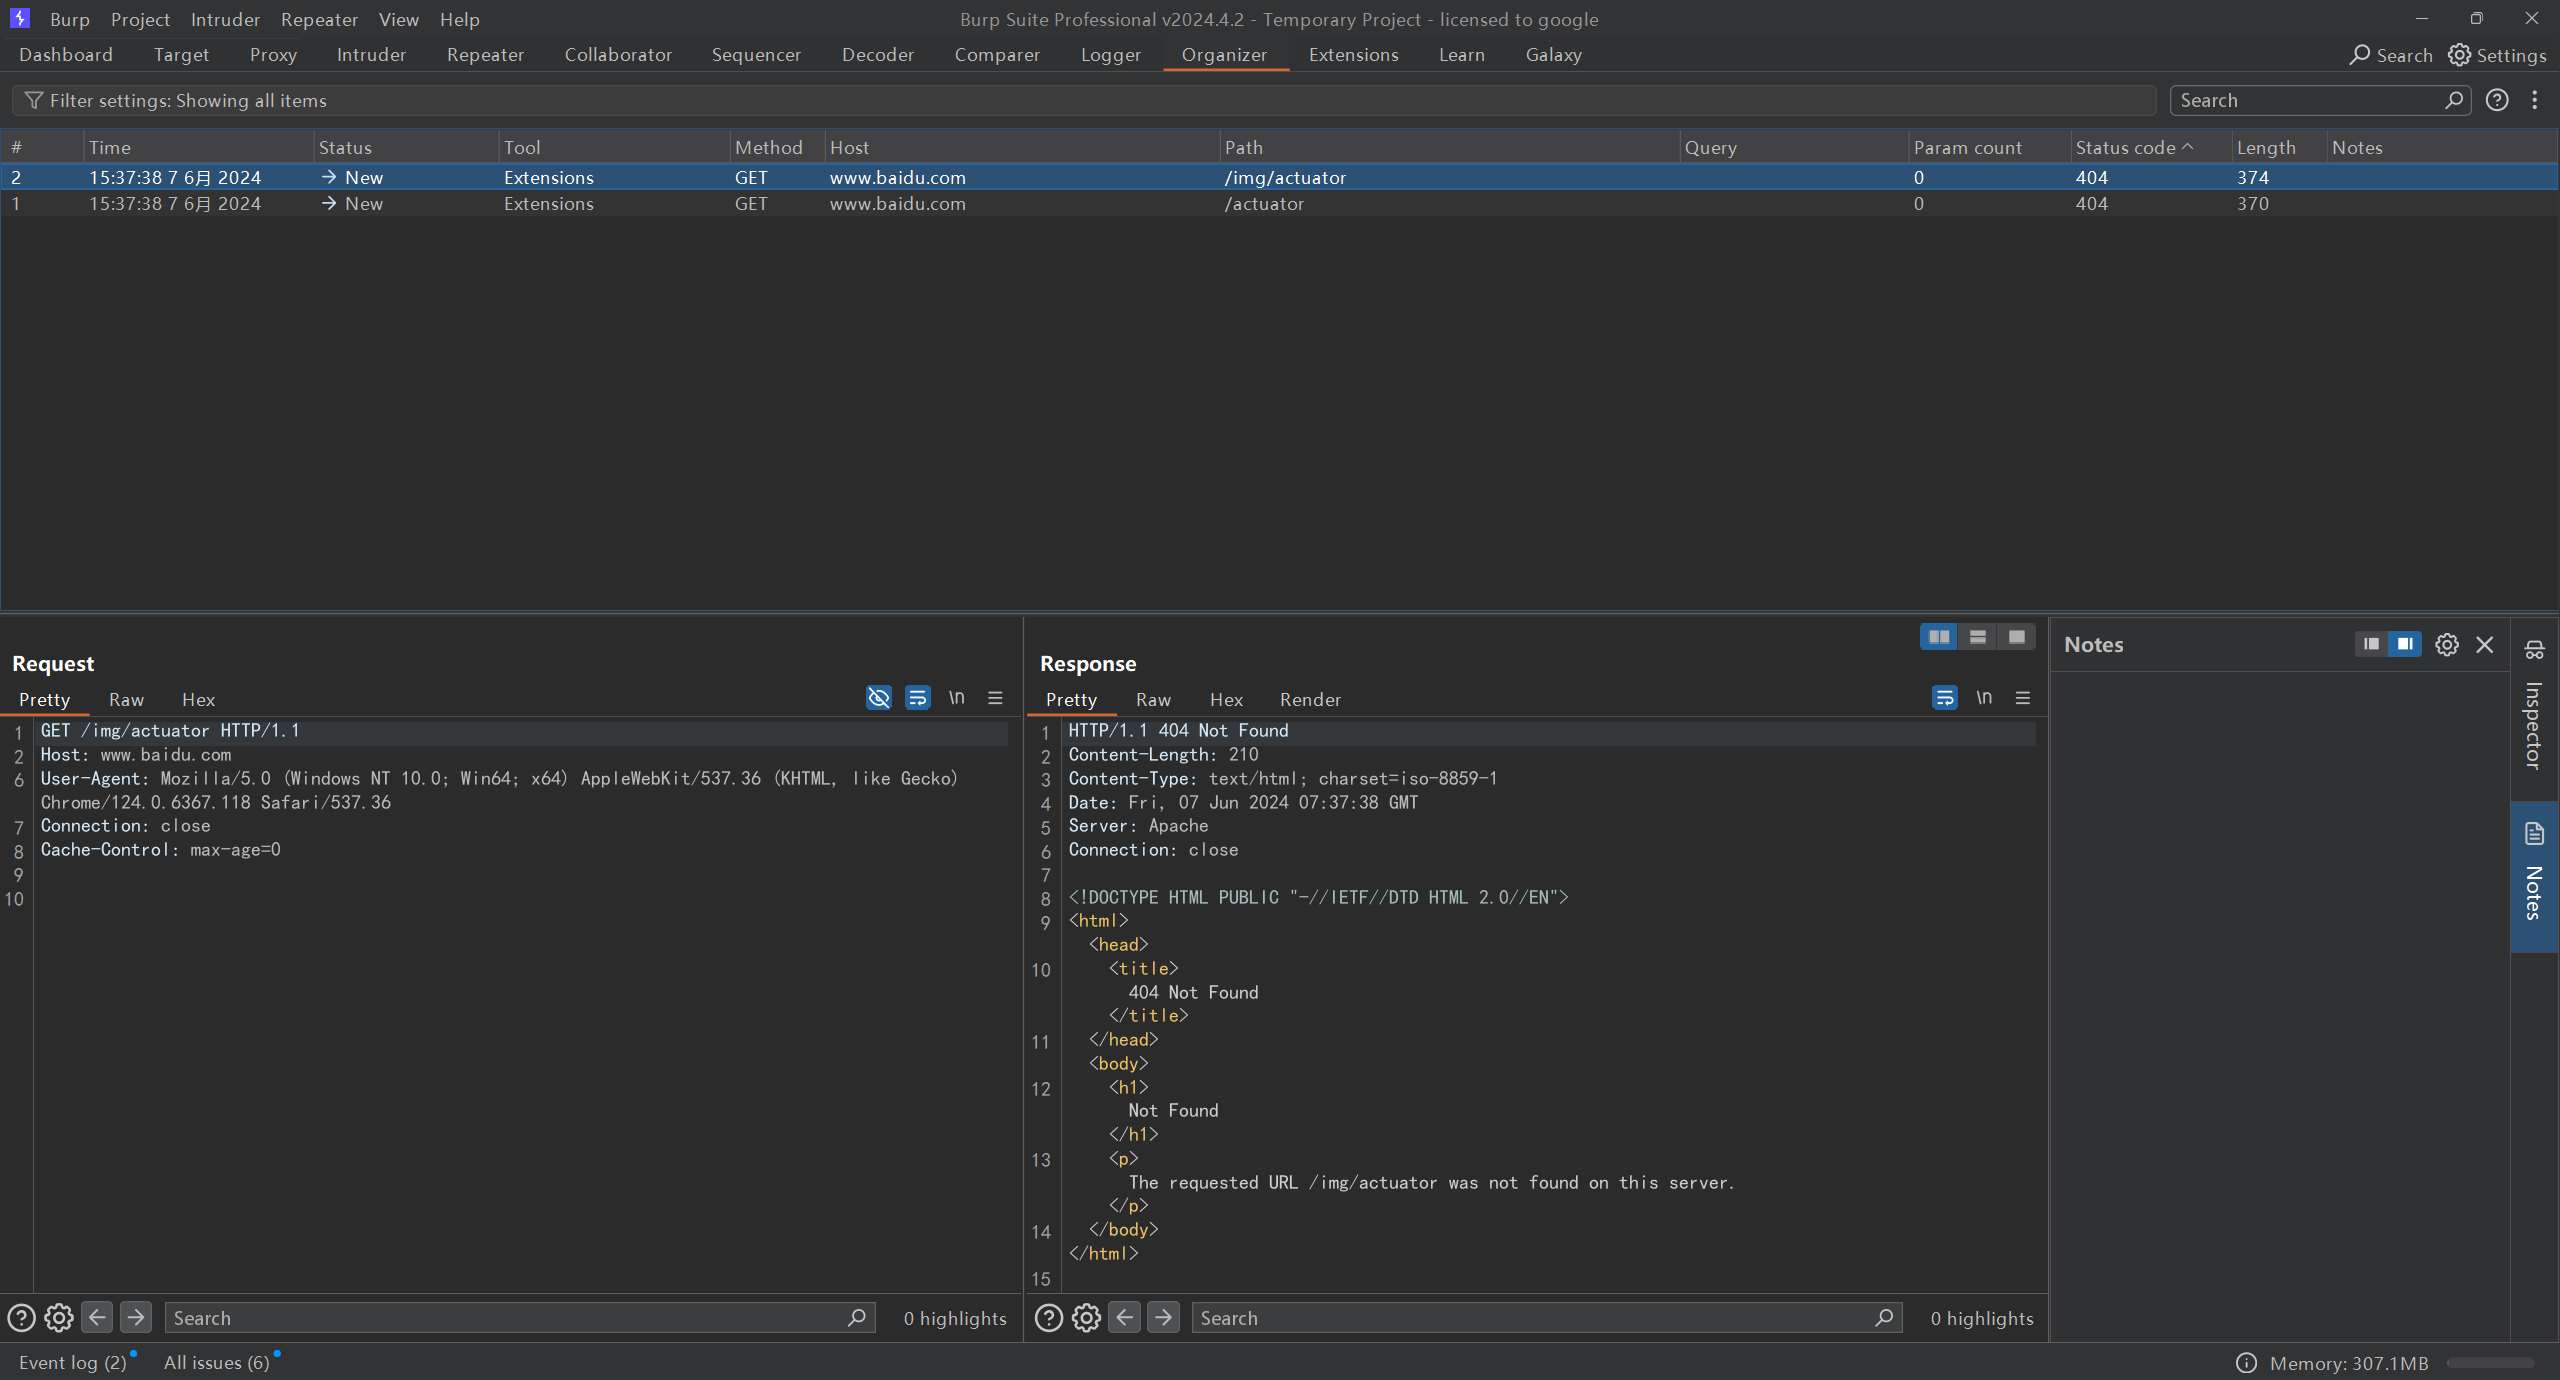 Burp Project Intruder Repeater View Help Burp Suite Professional v2024.4.2 - Temporary Project - licensed to google
Dashboard Target Proxy Intruder Repeater Collaborator Sequencer Decoder Comparer Logger Organizer Extensions Learn Galaxy Search Settings
Filter settings: Showing all items Search
# Time Status Tool Method Host Path Query Param count Status code Length Notes
2 15:37:38 7 6月 2024 New Extensions GET www.baidu.com /img/actuator 0 404 374
1 15:37:38 7 6月 2024 New Extensions GET www.baidu.com /actuator 0 404 370
Request
Pretty Raw Hex \n
1 GET /img/actuator HTTP/1.1
2 Host: www.baidu.com
6 User-Agent: Mozilla/5.0 (Windows NT 10.0; Win64; x64) AppleWebKit/537.36 (KHTML, like Gecko)
Chrome/124.0.6367.118 Safari/537.36
7 Connection: close
8 Cache-Control: max-age=0
9
10
Search 0 highlights
Response
Pretty Raw Hex Render \n
1 HTTP/1.1 404 Not Found
2 Content-Length: 210
3 Content-Type: text/html; charset=iso-8859-1
4 Date: Fri, 07 Jun 2024 07:37:38 GMT
5 Server: Apache
6 Connection: close
7
8 <!DOCTYPE HTML PUBLIC "-//IETF//DTD HTML 2.0//EN">
9 <html>
<head>
10 <title>
404 Not Found
</title>
11 </head>
<body>
12 <h1>
Not Found
</h1>
13 <p>
The requested URL /img/actuator was not found on this server.
</p>
14 </body>
</html>
15
Search 0 highlights
Notes
Inspector
Notes
Event log (2) All issues (6) Memory: 307.1MB